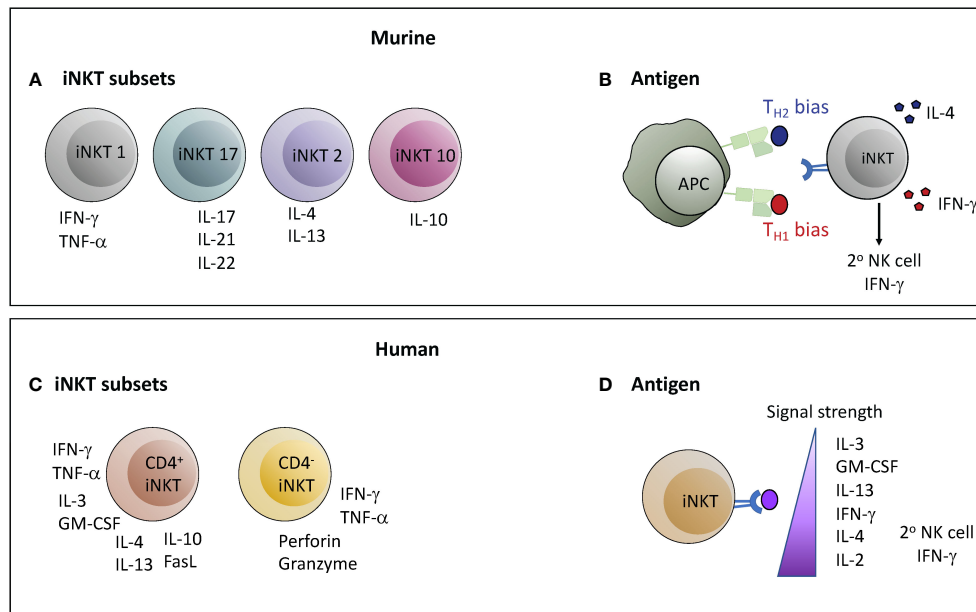 Murine
A iNKT subsets
iNKT 1
iNKT 17
iNKT 2
iNKT 10
IFN-γ
TNF-α
IL-17
IL-21
IL-22
IL-4
IL-13
IL-10
B Antigen
TH2 bias
IL-4
APC
iNKT
IFN-γ
TH1 bias
2º NK cell
IFN-γ
Human
C iNKT subsets
IFN-γ
TNF-α
IL-3
GM-CSF
IL-4
IL-13
IL-10
FasL
CD4+
iNKT
CD4-
iNKT
IFN-γ
TNF-α
Perforin
Granzyme
D Antigen
Signal strength
iNKT
IL-3
GM-CSF
IL-13
IFN-γ
IL-4
IL-2
2º NK cell
IFN-γ